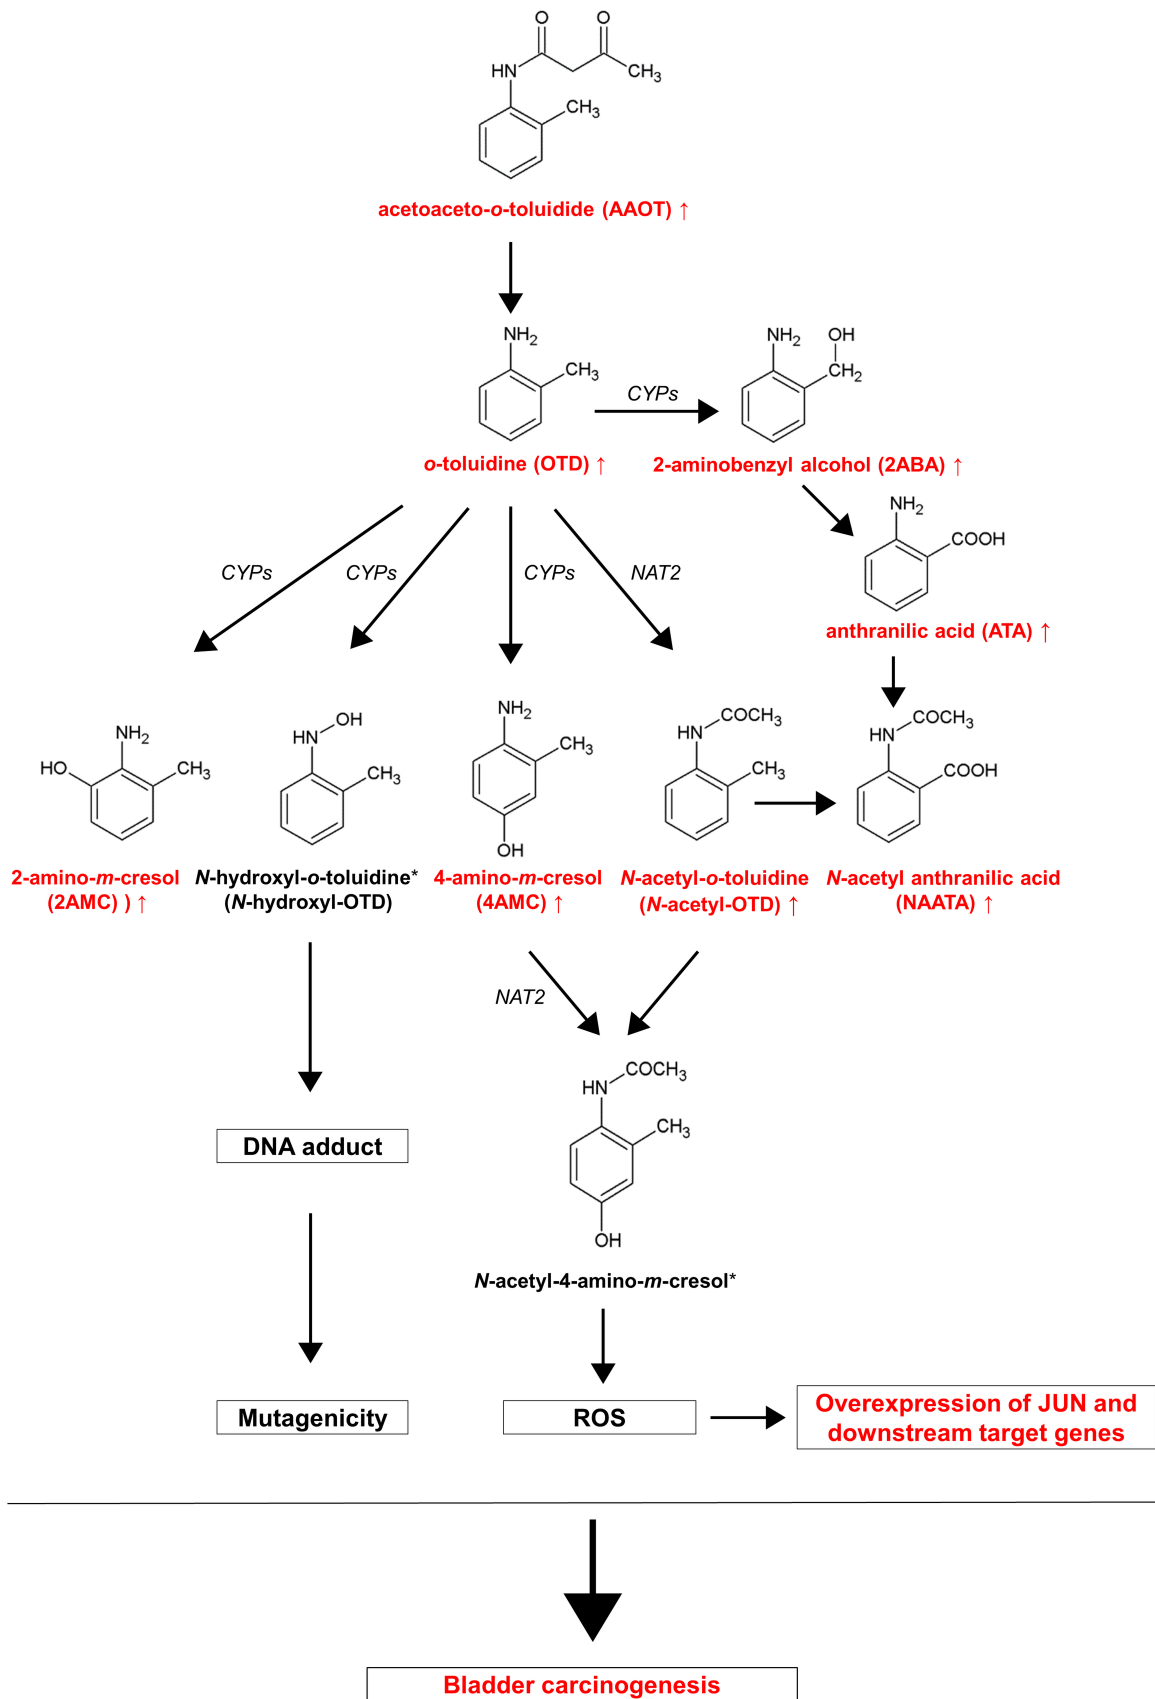 O
O
HN
CH3
CH3
acetoaceto-o-toluidide (AAOT) ↑
NH2
CH3
CYPs
NH2
OH
CH2
o-toluidine (OTD) ↑
2-aminobenzyl alcohol (2ABA) ↑
NH2
COOH
CYPs
CYPs
CYPs
NAT2
anthranilic acid (ATA) ↑
NH2
HO
CH3
OH
HN
CH3
NH2
CH3
OH
COCH3
HN
CH3
COCH3
HN
COOH
2-amino-m-cresol
(2AMC) ) ↑
N-hydroxyl-o-toluidine*
(N-hydroxyl-OTD)
4-amino-m-cresol
(4AMC) ↑
N-acetyl-o-toluidine
(N-acetyl-OTD) ↑
N-acetyl anthranilic acid
(NAATA) ↑
NAT2
COCH3
HN
CH3
OH
DNA adduct
N-acetyl-4-amino-m-cresol*
Mutagenicity
ROS
Overexpression of JUN and
downstream target genes
Bladder carcinogenesis